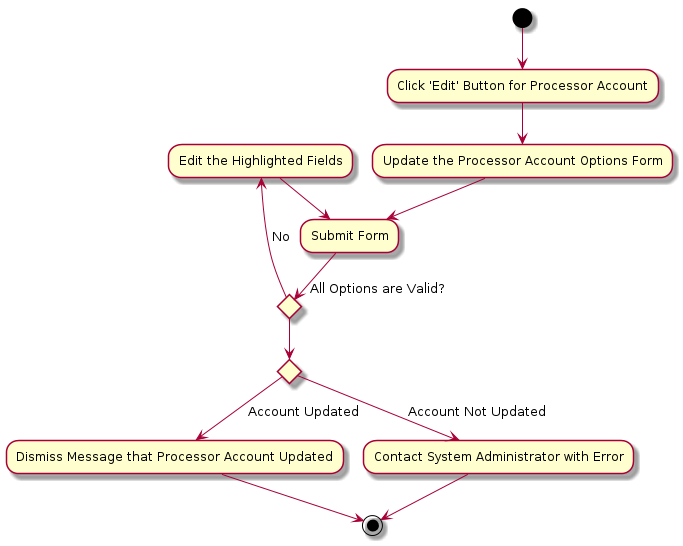 Click 'Edit' Button for Processor Account
Edit the Highlighted Fields
Update the Processor Account Options Form
No
Submit Form
All Options are Valid?
Account Updated
Account Not Updated
Dismiss Message that Processor Account Updated
Contact System Administrator with Error